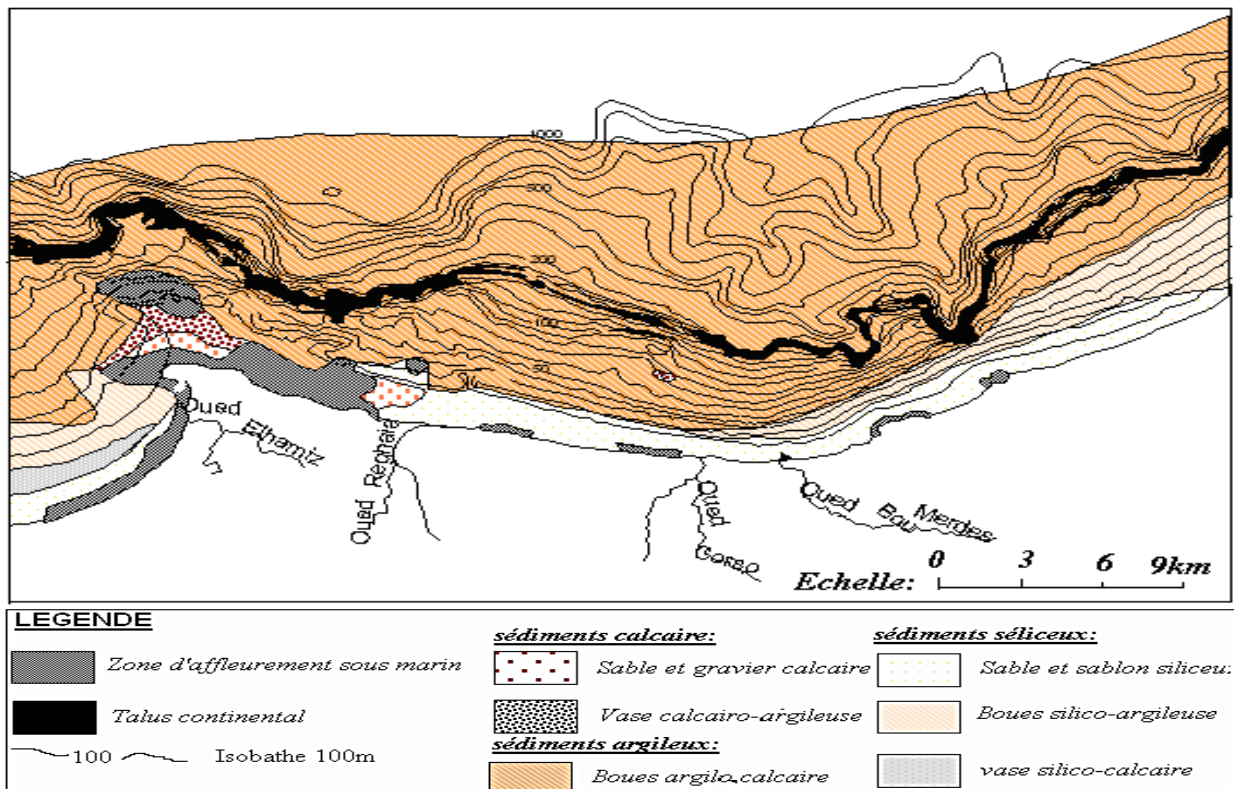 1000
500
200
100
50
Oued Elhamiz
Oued Reghaia
Oued Corso
Oued Bou Merdes
Echelle: 0 3 6 9km
LEGENDE
Zone d'affleurement sous marin
Talus continental
100 Isobathe 100m
sédiments calcaire:
Sable et gravier calcaire
Vase calcairo-argileuse
sédiments argileux:
Boues argilo-calcaire
sédiments séliceux:
Sable et sablon siliceux
Boues silico-argileuse
vase silico-calcaire